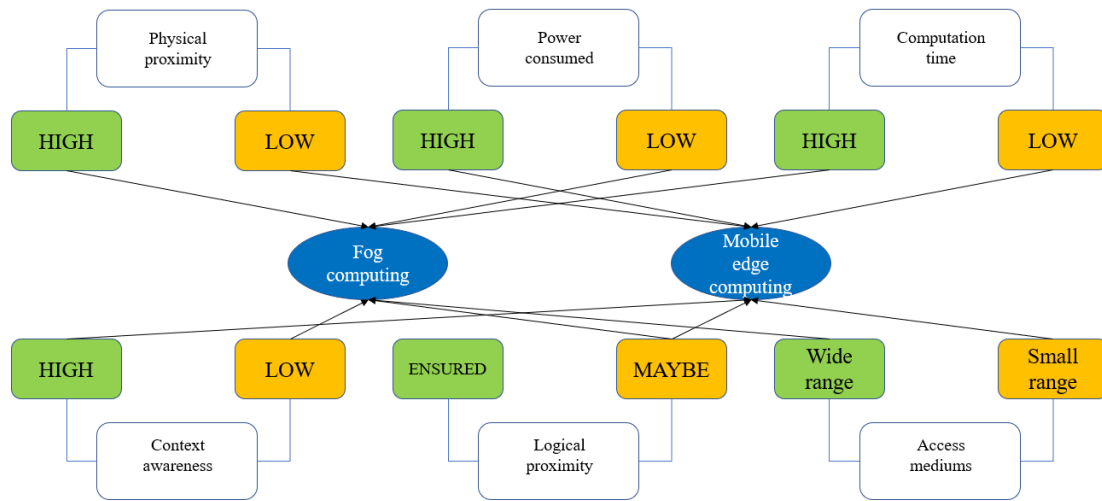 Physical
proximity
Power
consumed
Computation
time
HIGH
LOW
HIGH
LOW
HIGH
LOW
Fog
computing
Mobile
edge
computing
HIGH
LOW
ENSURED
MAYBE
Wide
range
Small
range
Context
awareness
Logical
proximity
Access
mediums